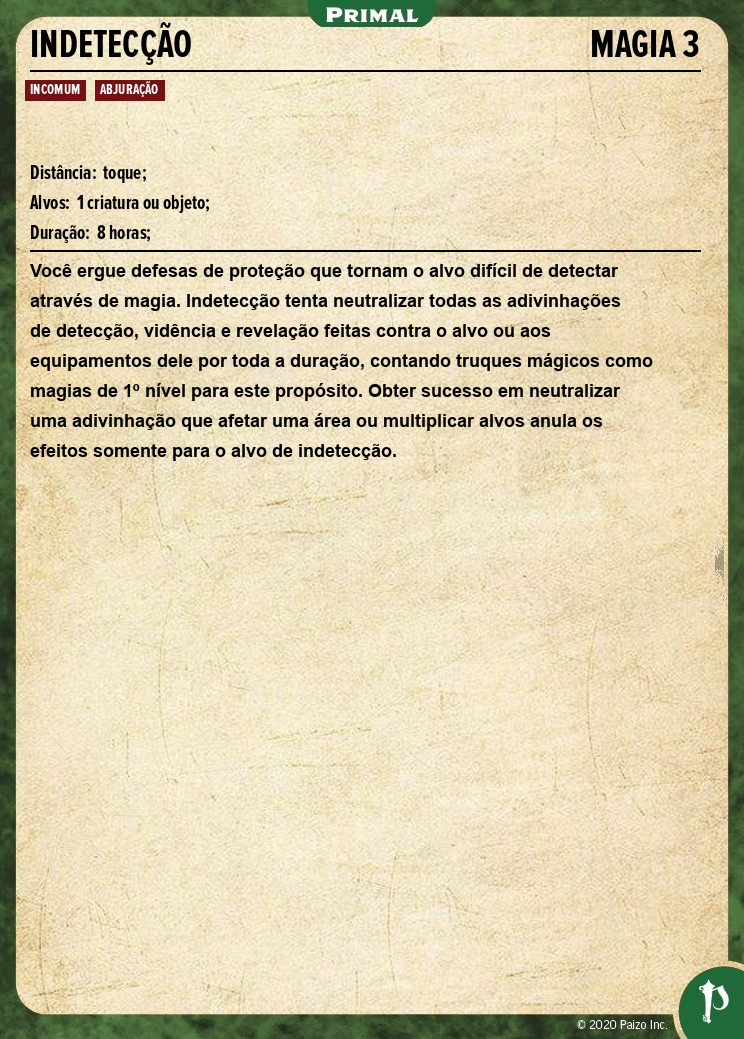 PRIMAL
INDETECÇÃO MAGIA 3
INCOMUM ABJURAÇÃO
Distância: toque;
Alvos: 1 criatura ou objeto;
Duração: 8 horas;
Você ergue defesas de proteção que tornam o alvo difícil de detectar
através de magia. Indetecção tenta neutralizar todas as adivinhações
de detecção, vidência e revelação feitas contra o alvo ou aos
equipamentos dele por toda a duração, contando truques mágicos como
magias de 1º nível para este propósito. Obter sucesso em neutralizar
uma adivinhação que afetar uma área ou multiplicar alvos anula os
efeitos somente para o alvo de indetecção.
© 2020 Paizo Inc.